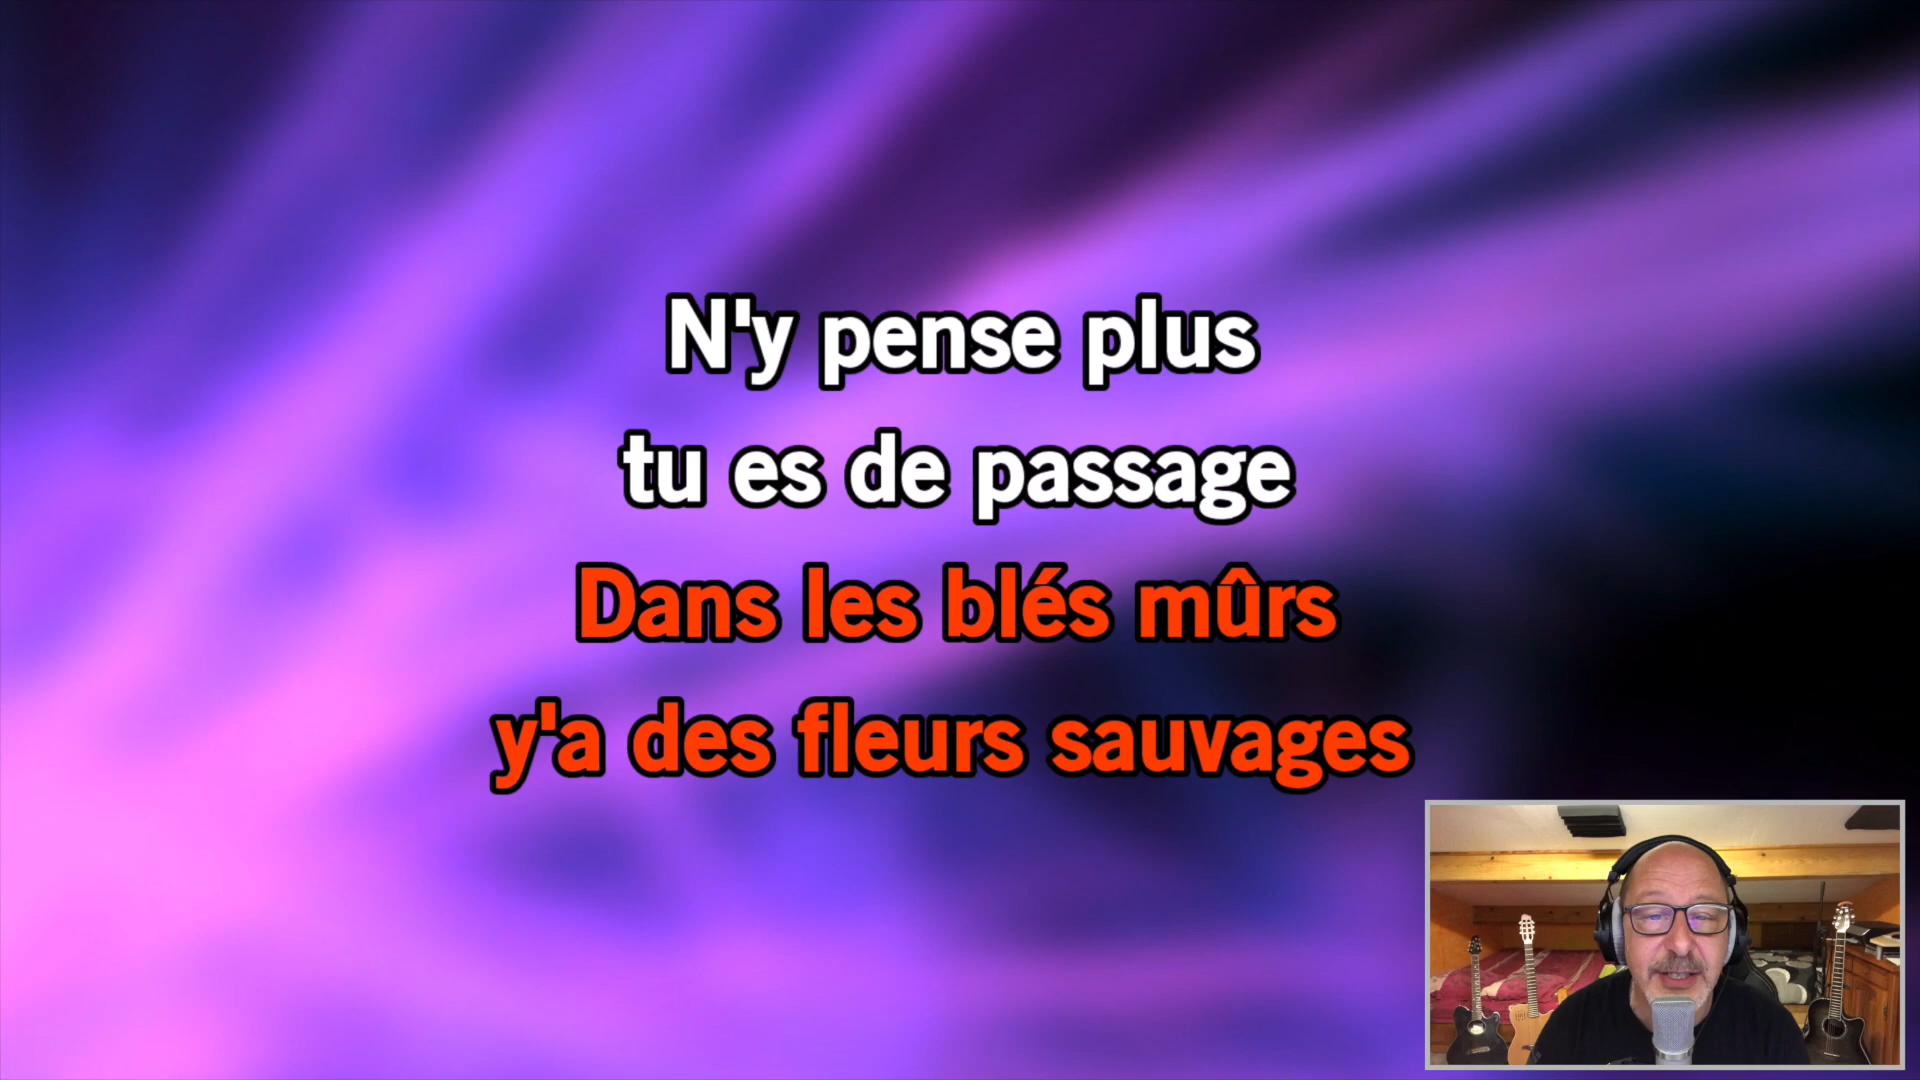 N'y pense plus
tu es de passage
Dans les blés mûrs
y'a des fleurs sauvages